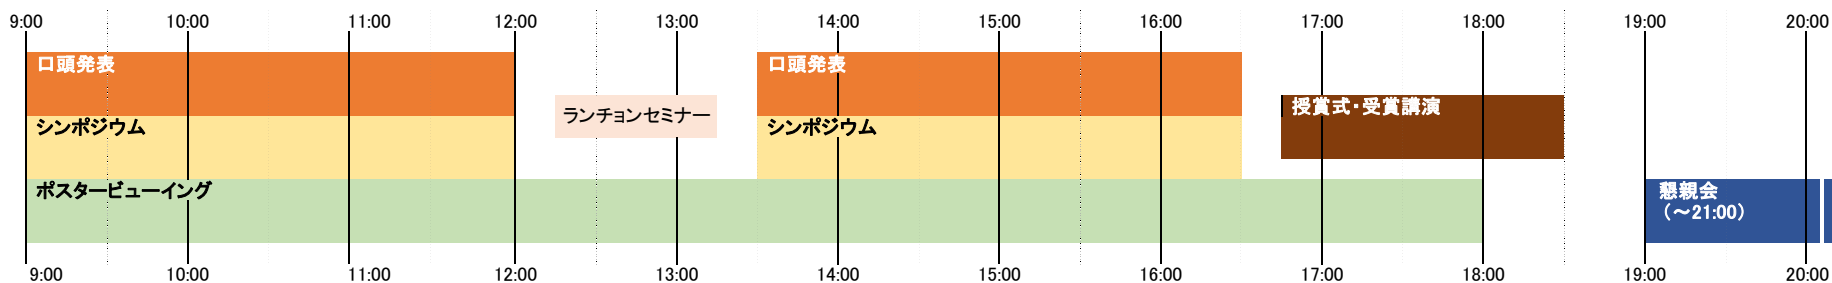 9:00 10:00 11:00 12:00 13:00 14:00 15:00 16:00 17:00 18:00 19:00 20:00
口頭発表 口頭発表
ランチョンセミナー 授賞式・受賞講演
シンポジウム シンポジウム
ポスタービューイング 懇親会
（～21:00）
9:00 10:00 11:00 12:00 13:00 14:00 15:00 16:00 17:00 18:00 19:00 20:00